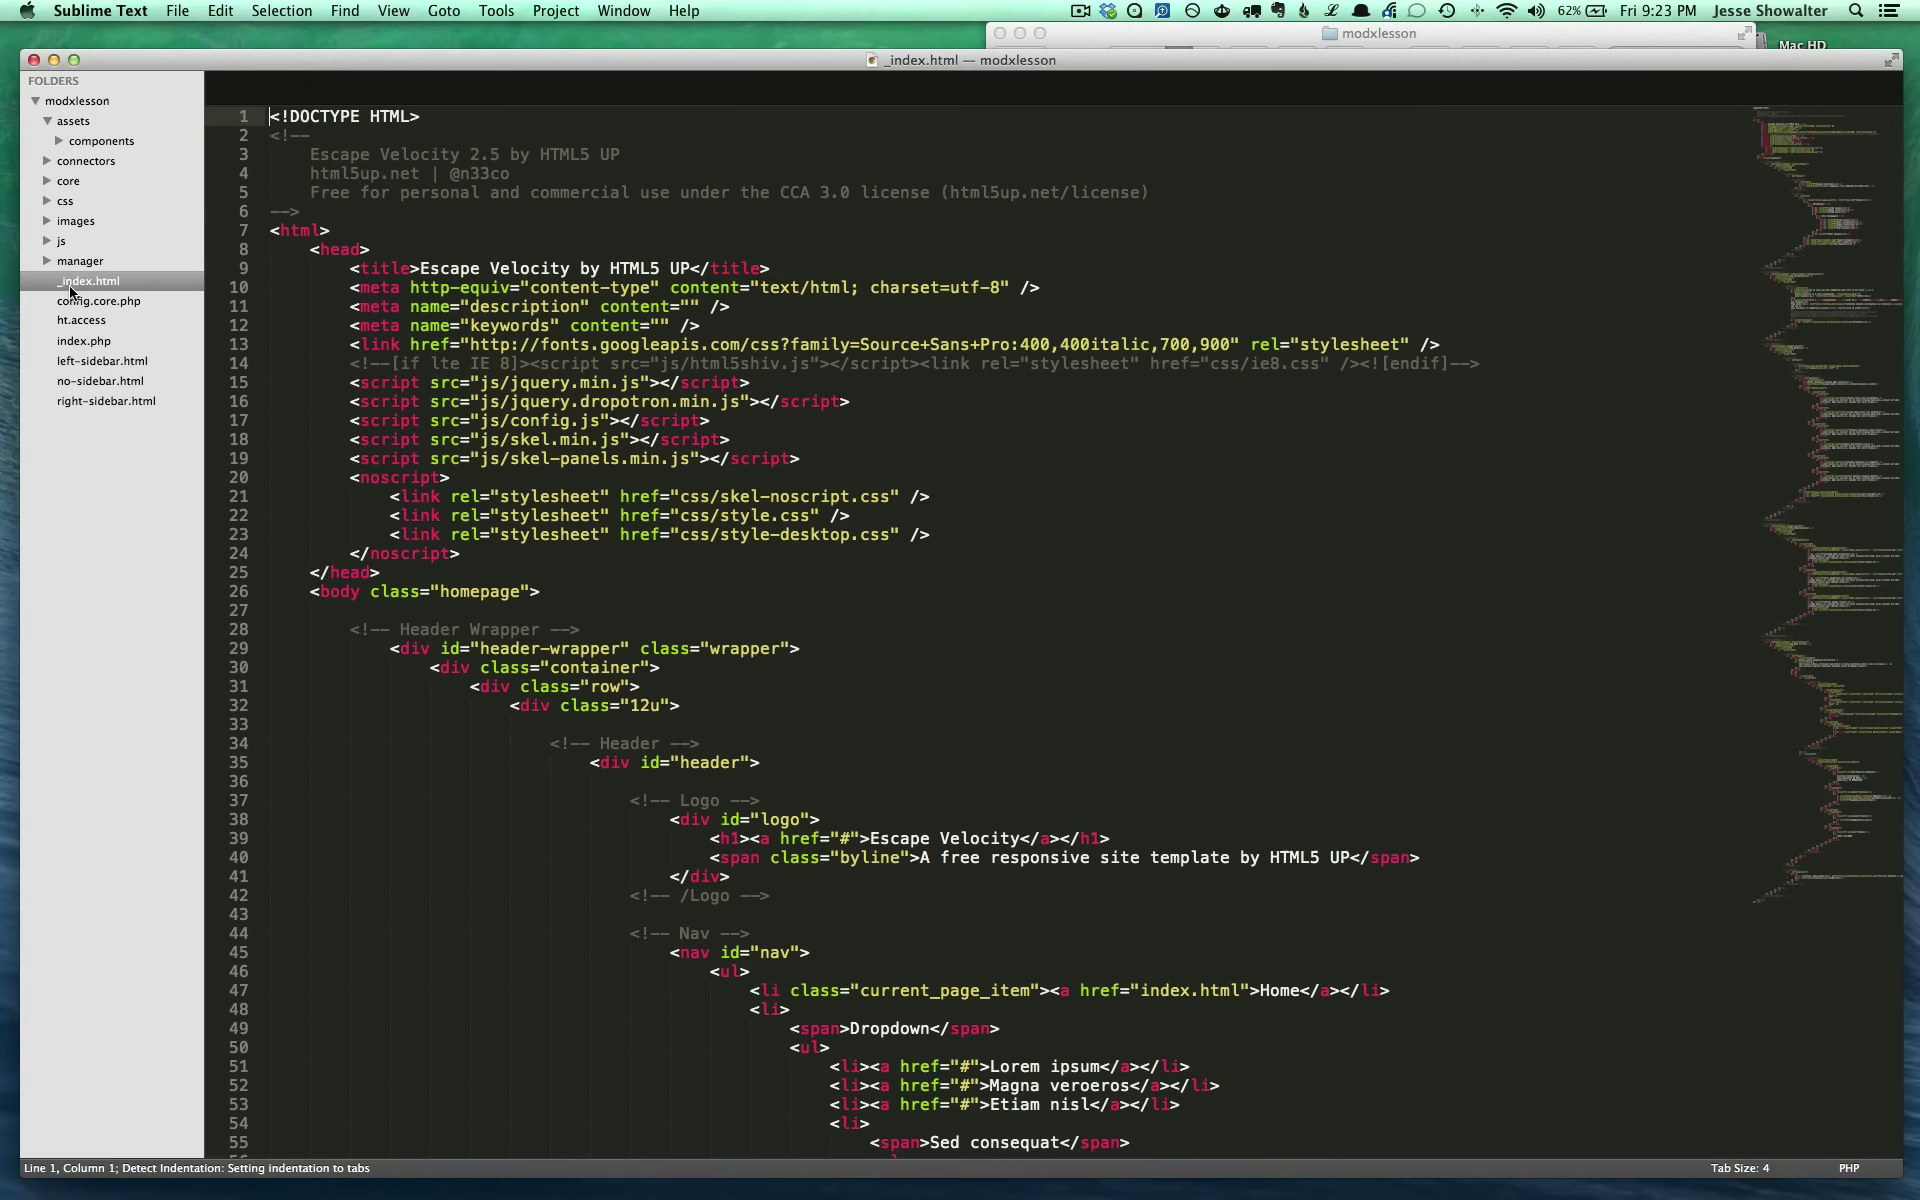 Sublime Text File Edit Selection Find View Goto Tools Project Window Help 62% Fri 9:23 PM Jesse Showalter
modxlesson
Mac HD
_index.html — modxlesson
FOLDERS
modxlesson
assets
components
connectors
core
css
images
js
manager
_index.html
config.core.php
ht.access
index.php
left-sidebar.html
no-sidebar.html
right-sidebar.html
1 <!DOCTYPE HTML>
2 <!--
3 Escape Velocity 2.5 by HTML5 UP
4 html5up.net | @n33co
5 Free for personal and commercial use under the CCA 3.0 license (html5up.net/license)
6 -->
7 <html>
8 <head>
9 <title>Escape Velocity by HTML5 UP</title>
10 <meta http-equiv="content-type" content="text/html; charset=utf-8" />
11 <meta name="description" content="" />
12 <meta name="keywords" content="" />
13 <link href="http://fonts.googleapis.com/css?family=Source+Sans+Pro:400,400italic,700,900" rel="stylesheet" />
14 <!--[if lte IE 8]><script src="js/html5shiv.js"></script><link rel="stylesheet" href="css/ie8.css" /><![endif]-->
15 <script src="js/jquery.min.js"></script>
16 <script src="js/jquery.dropotron.min.js"></script>
17 <script src="js/config.js"></script>
18 <script src="js/skel.min.js"></script>
19 <script src="js/skel-panels.min.js"></script>
20 <noscript>
21 <link rel="stylesheet" href="css/skel-noscript.css" />
22 <link rel="stylesheet" href="css/style.css" />
23 <link rel="stylesheet" href="css/style-desktop.css" />
24 </noscript>
25 </head>
26 <body class="homepage">
27
28 <!-- Header Wrapper -->
29 <div id="header-wrapper" class="wrapper">
30 <div class="container">
31 <div class="row">
32 <div class="12u">
33
34 <!-- Header -->
35 <div id="header">
36
37 <!-- Logo -->
38 <div id="logo">
39 <h1><a href="#">Escape Velocity</a></h1>
40 <span class="byline">A free responsive site template by HTML5 UP</span>
41 </div>
42 <!-- /Logo -->
43
44 <!-- Nav -->
45 <nav id="nav">
46 <ul>
47 <li class="current_page_item"><a href="index.html">Home</a></li>
48 <li>
49 <span>Dropdown</span>
50 <ul>
51 <li><a href="#">Lorem ipsum</a></li>
52 <li><a href="#">Magna veroeros</a></li>
53 <li><a href="#">Etiam nisl</a></li>
54 <li>
55 <span>Sed consequat</span>
Line 1, Column 1; Detect Indentation: Setting indentation to tabs Tab Size: 4 PHP